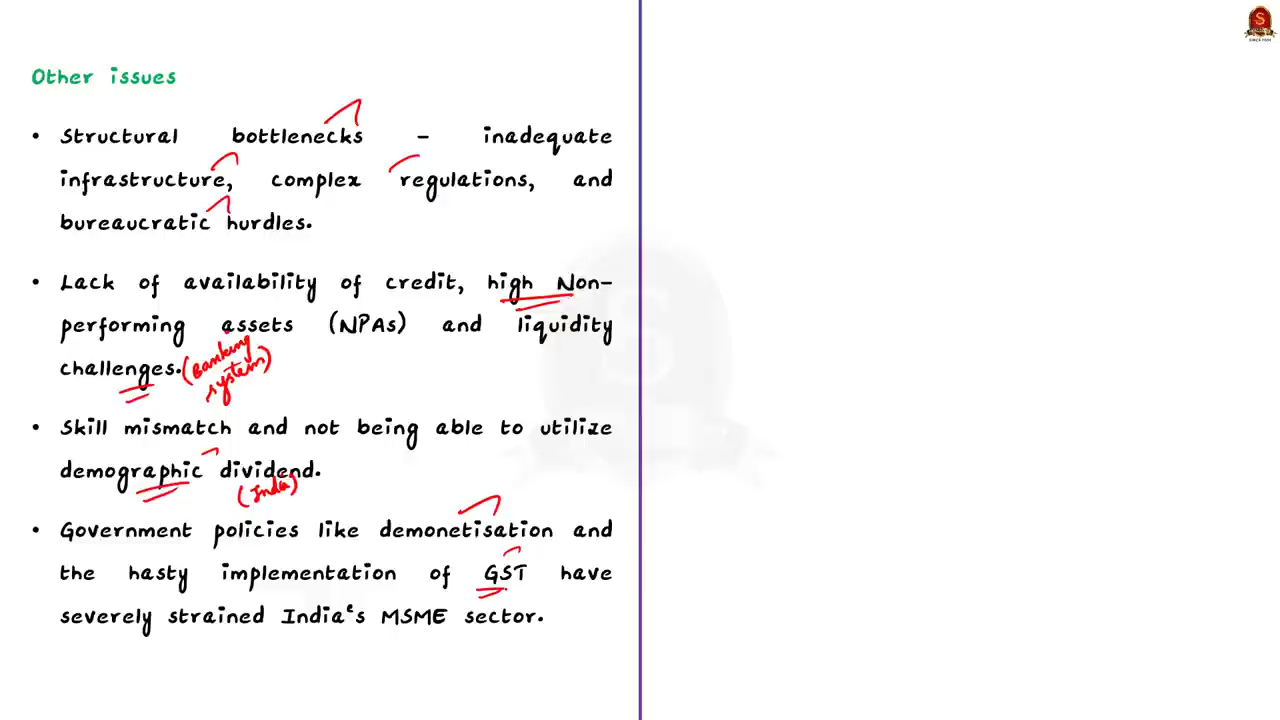 Other issues
• Structural bottlenecks - inadequate
infrastructure, complex regulations, and
bureaucratic hurdles.
• Lack of availability of credit, high Non-
performing assets (NPAs) and liquidity
challenges. (Banking
system)
• Skill mismatch and not being able to utilize
demographic dividend.
(India)
• Government policies like demonetisation and
the hasty implementation of GST have
severely strained India's MSME sector.
S